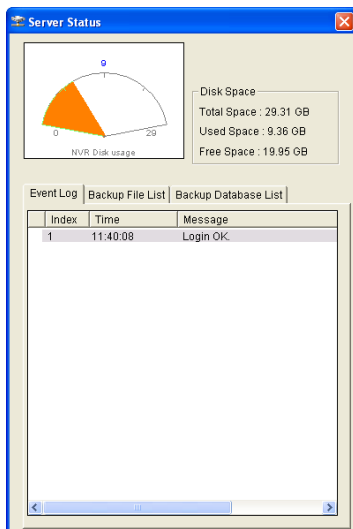 Server Status
9
0
29
NVR Disk usage
Disk Space
Total Space : 29.31 GB
Used Space : 9.36 GB
Free Space : 19.95 GB
Event Log Backup File List Backup Database List
Index Time Message
1 11:40:08 Login OK.